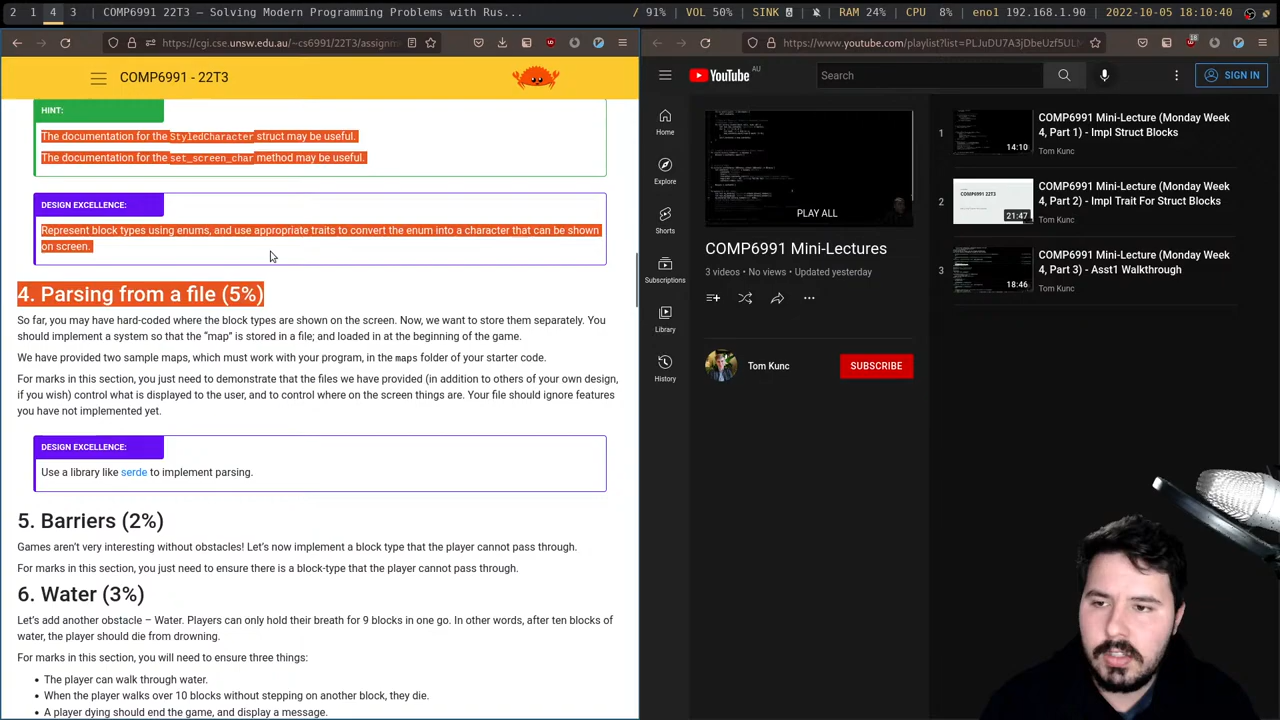 2 1 4 3 COMP6991 22T3 — Solving Modern Programming Problems with Rus... / 91% VOL 50% SINK RAM 24% CPU 8% eno1 192.168.1.90 2022-10-05 18:10:40
https://cgi.cse.unsw.edu.au/~cs6991/22T3/assignm
https://www.youtube.com/playlist?list=PLJuDU7A3jDbeUzf5ULM
18
COMP6991 - 22T3
YouTube AU
Search
SIGN IN
HINT:
The documentation for the StyledCharacter struct may be useful.
The documentation for the set_screen_char method may be useful.
DESIGN EXCELLENCE:
Represent block types using enums, and use appropriate traits to convert the enum into a character that can be shown
on screen.
4. Parsing from a file (5%)
So far, you may have hard-coded where the block types are shown on the screen. Now, we want to store them separately. You
should implement a system so that the “map” is stored in a file; and loaded in at the beginning of the game.
We have provided two sample maps, which must work with your program, in the maps folder of your starter code.
For marks in this section, you just need to demonstrate that the files we have provided (in addition to others of your own design,
if you wish) control what is displayed to the user, and to control where on the screen things are. Your file should ignore features
you have not implemented yet.
DESIGN EXCELLENCE:
Use a library like serde to implement parsing.
5. Barriers (2%)
Games aren’t very interesting without obstacles! Let’s now implement a block type that the player cannot pass through.
For marks in this section, you just need to ensure there is a block-type that the player cannot pass through.
6. Water (3%)
Let’s add another obstacle – Water. Players can only hold their breath for 9 blocks in one go. In other words, after ten blocks of
water, the player should die from drowning.
For marks in this section, you will need to ensure three things:
The player can walk through water.
When the player walks over 10 blocks without stepping on another block, they die.
A player dying should end the game, and display a message.
Home
Explore
Shorts
Subscriptions
Library
History
PLAY ALL
COMP6991 Mini-Lectures
3 videos • No views • Updated yesterday
Tom Kunc
SUBSCRIBE
1
14:10
COMP6991 Mini-Lectures (Monday Week
4, Part 1) - Impl Struct Blocks
Tom Kunc
2
COMP6991 22T3
21:47
COMP6991 Mini-Lectures (Monday Week
4, Part 2) - Impl Trait For Struct Blocks
Tom Kunc
3
18:46
COMP6991 Mini-Lecture (Monday Week
4, Part 3) - Assn1 Walkthrough
Tom Kunc